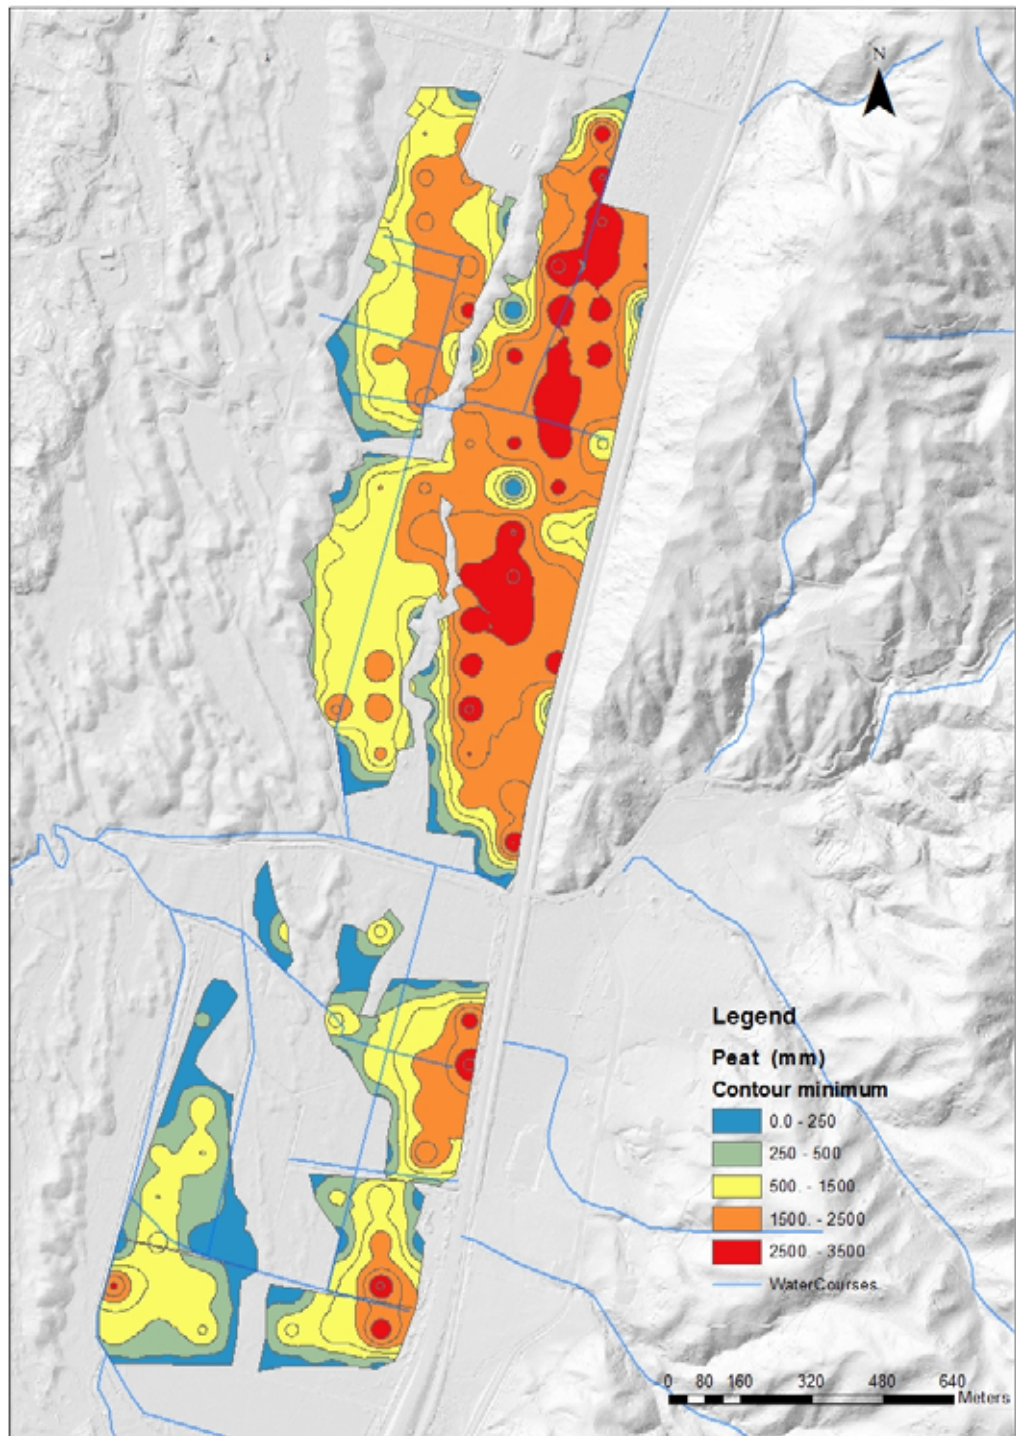 N
Legend
Peat (mm)
Contour minimum
0.0 - 250
250 - 500
500. - 1500.
1500. - 2500
2500. - 3500
WaterCourses
0 80 160 320 480 640
Meters